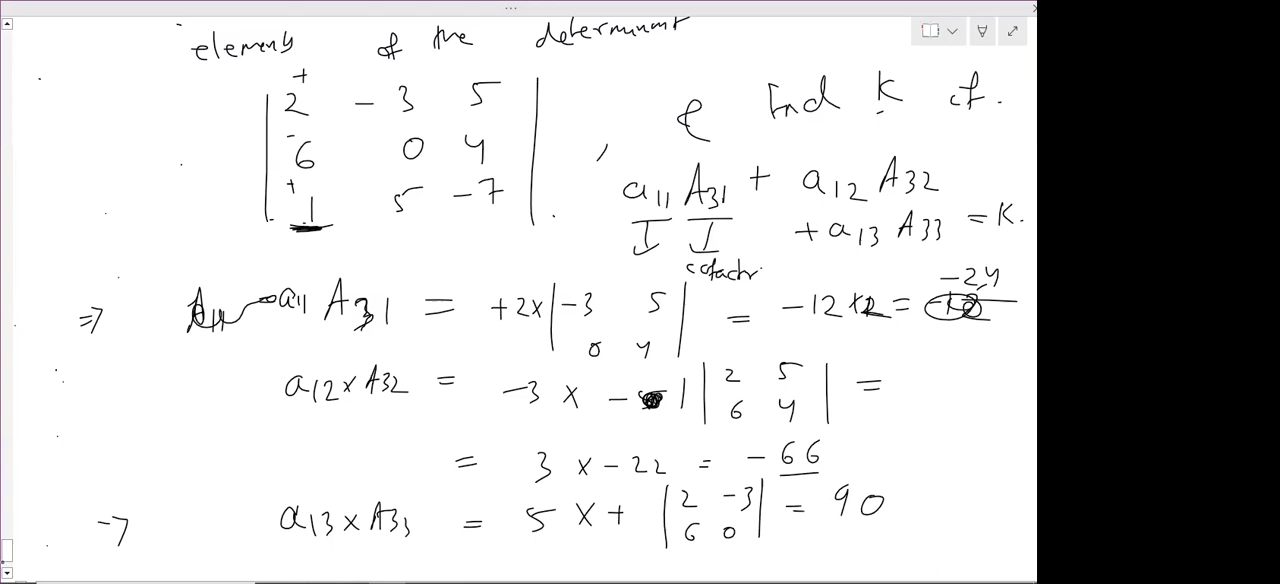 elements of the determinant
+
2 -3 5
-
6 0 4 ,
+
1 5 -7 .
& Find K if.
a11 A31 + a12 A32
+ a13 A33 = K.
cofactr.
⇒ a11 A31 = +2x | -3 5 | = -12 x 2 = -24
0 4
a12 x A32 = -3 x -1 | 2 5 | =
6 4
= 3 x -22 = -66
→ a13 x A33 = 5 x + | 2 -3 | = 90
6 0